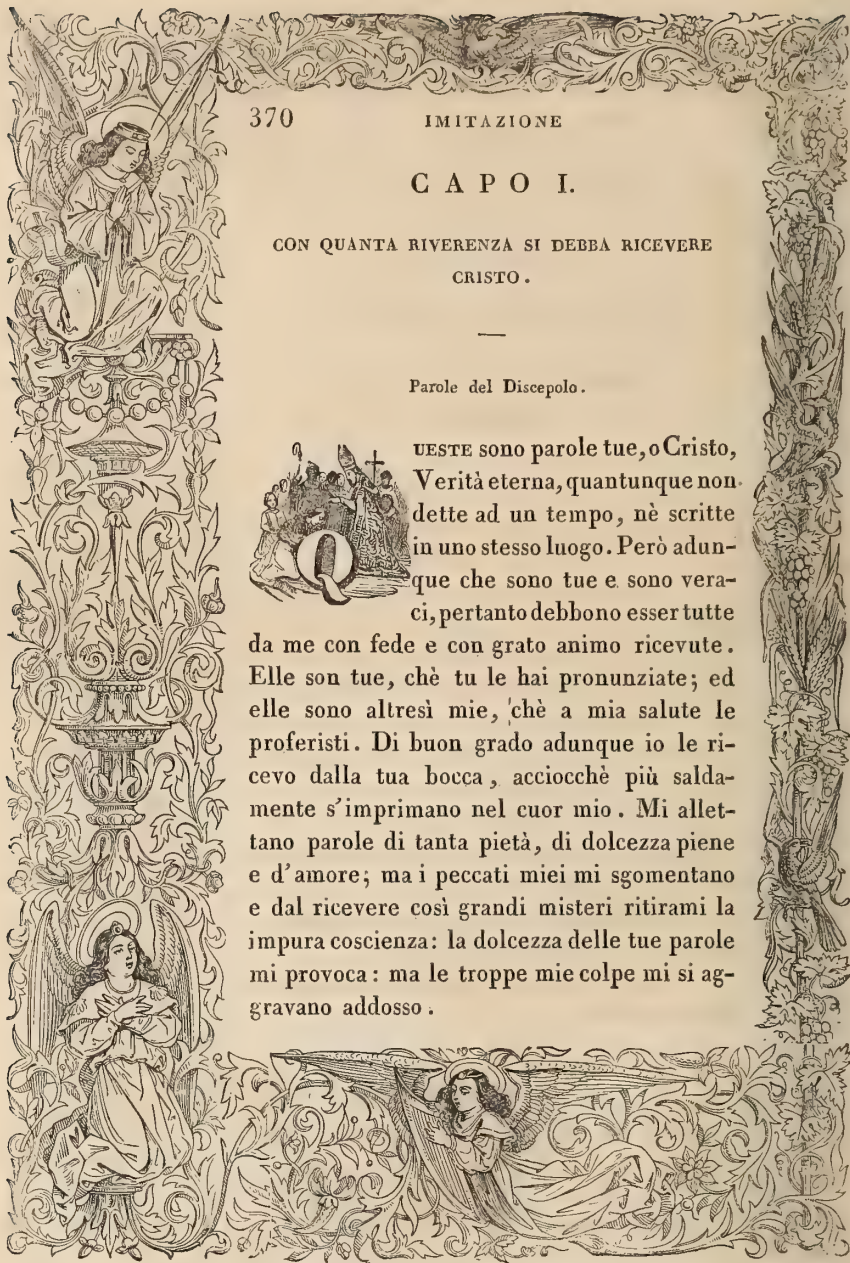 370 IMITAZIONE
CAPO I.
CON QUANTA RIVERENZA SI DEBBA RICEVERE
CRISTO.
Parole del Discepolo.
QUESTE sono parole tue, o Cristo,
Verità eterna, quantunque non
dette ad un tempo, nè scritte
in uno stesso luogo. Però adun-
que che sono tue e sono vera-
ci, pertanto debbono esser tutte
da me con fede e con grato animo ricevute.
Elle son tue, chè tu le hai pronunziate; ed
elle sono altresì mie, chè a mia salute le
proferisti. Di buon grado adunque io le ri-
cevo dalla tua bocca, acciocchè più salda-
mente s'imprimano nel cuor mio. Mi allet-
tano parole di tanta pietà, di dolcezza piene
e d'amore; ma i peccati miei mi sgomentano
e dal ricevere così grandi misteri ritirami la
impura coscienza: la dolcezza delle tue parole
mi provoca: ma le troppe mie colpe mi si ag-
gravano addosso.